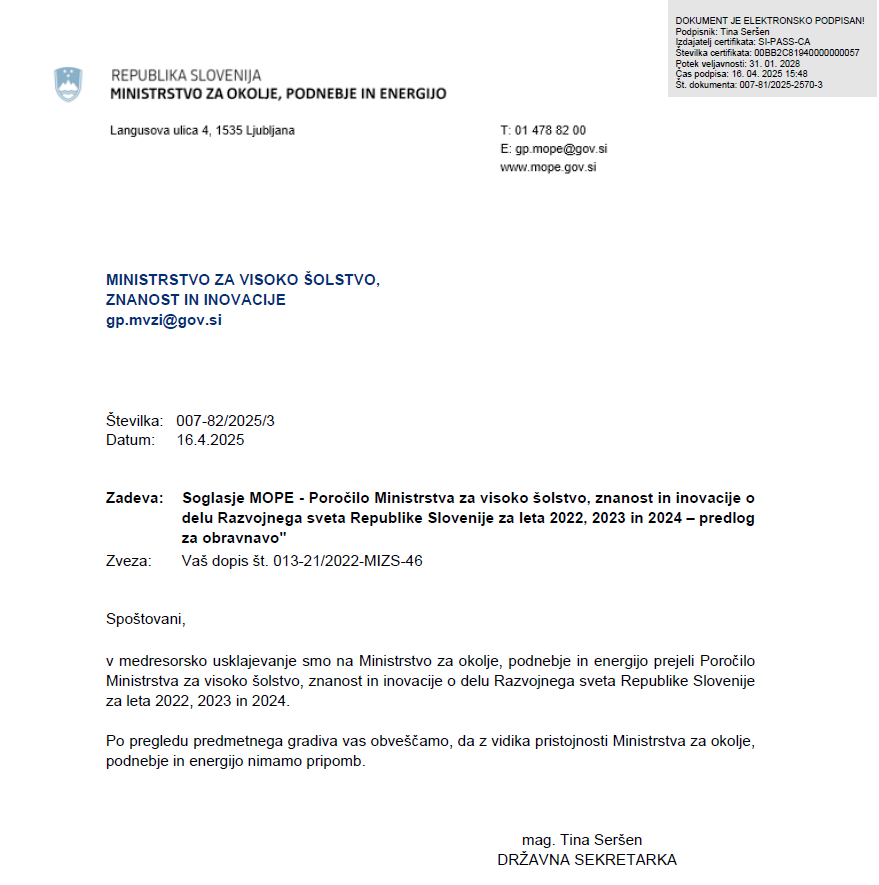 DOKUMENT JE ELEKTRONSKO PODPISAN!
Podpisnik: Tina Seršen
Izdajatelj certifikata: SI-PASS-CA
Številka certifikata: 00BB2C81940000000057
Potek veljavnosti: 31. 01. 2028
Čas podpisa: 16. 04. 2025 15:48
Št. dokumenta: 007-81/2025-2570-3
REPUBLIKA SLOVENIJA
MINISTRSTVO ZA OKOLJE, PODNEBJE IN ENERGIJO
Langusova ulica 4, 1535 Ljubljana
T: 01 478 82 00
E: gp.mope@gov.si
www.mope.gov.si
MINISTRSTVO ZA VISOKO ŠOLSTVO,
ZNANOST IN INOVACIJE
gp.mvzi@gov.si
Številka: 007-82/2025/3
Datum: 16.4.2025
Zadeva: Soglasje MOPE - Poročilo Ministrstva za visoko šolstvo, znanost in inovacije o
delu Razvojnega sveta Republike Slovenije za leta 2022, 2023 in 2024 – predlog
za obravnavo"
Zveza: Vaš dopis št. 013-21/2022-MIZS-46
Spoštovani,
v medresorsko usklajevanje smo na Ministrstvo za okolje, podnebje in energijo prejeli Poročilo
Ministrstva za visoko šolstvo, znanost in inovacije o delu Razvojnega sveta Republike Slovenije
za leta 2022, 2023 in 2024.
Po pregledu predmetnega gradiva vas obveščamo, da z vidika pristojnosti Ministrstva za okolje,
podnebje in energijo nimamo pripomb.
mag. Tina Seršen
DRŽAVNA SEKRETARKA